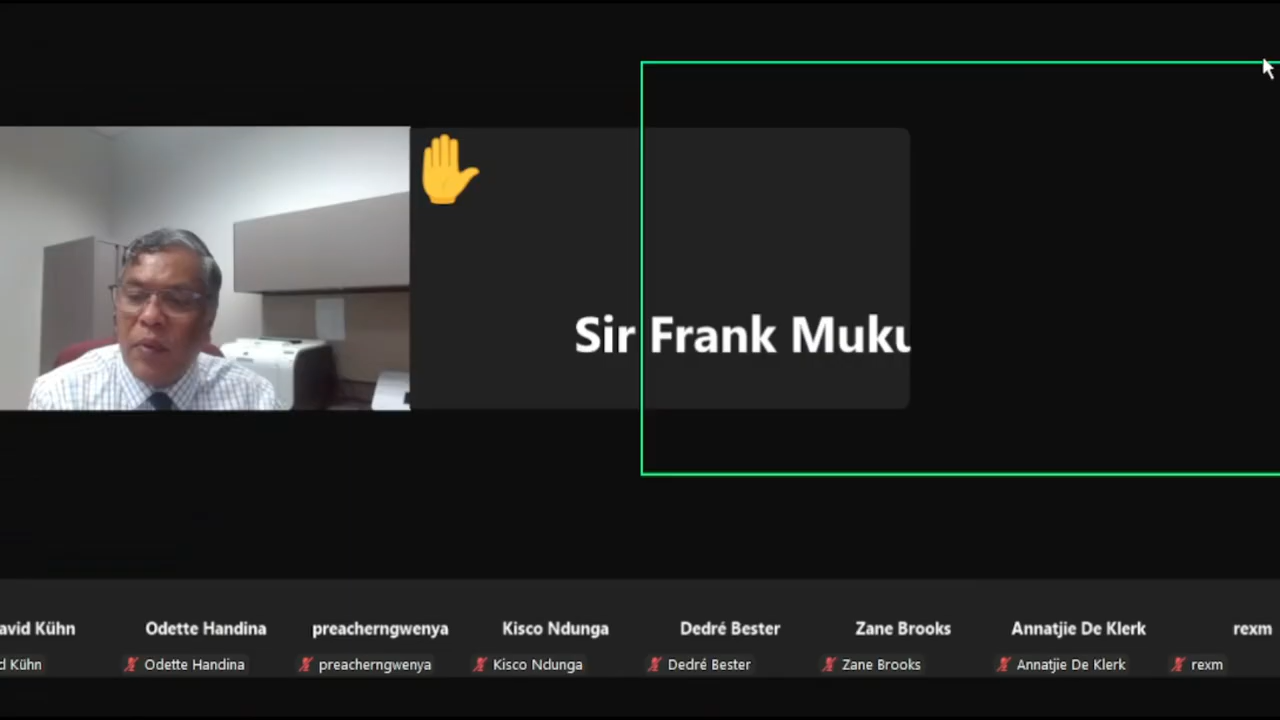 Sir Frank Muku
avid Kühn Odette Handina preacherngwenya Kisco Ndunga Dedré Bester Zane Brooks Annatjie De Klerk rexm
d Kühn Odette Handina preacherngwenya Kisco Ndunga Dedré Bester Zane Brooks Annatjie De Klerk rexm